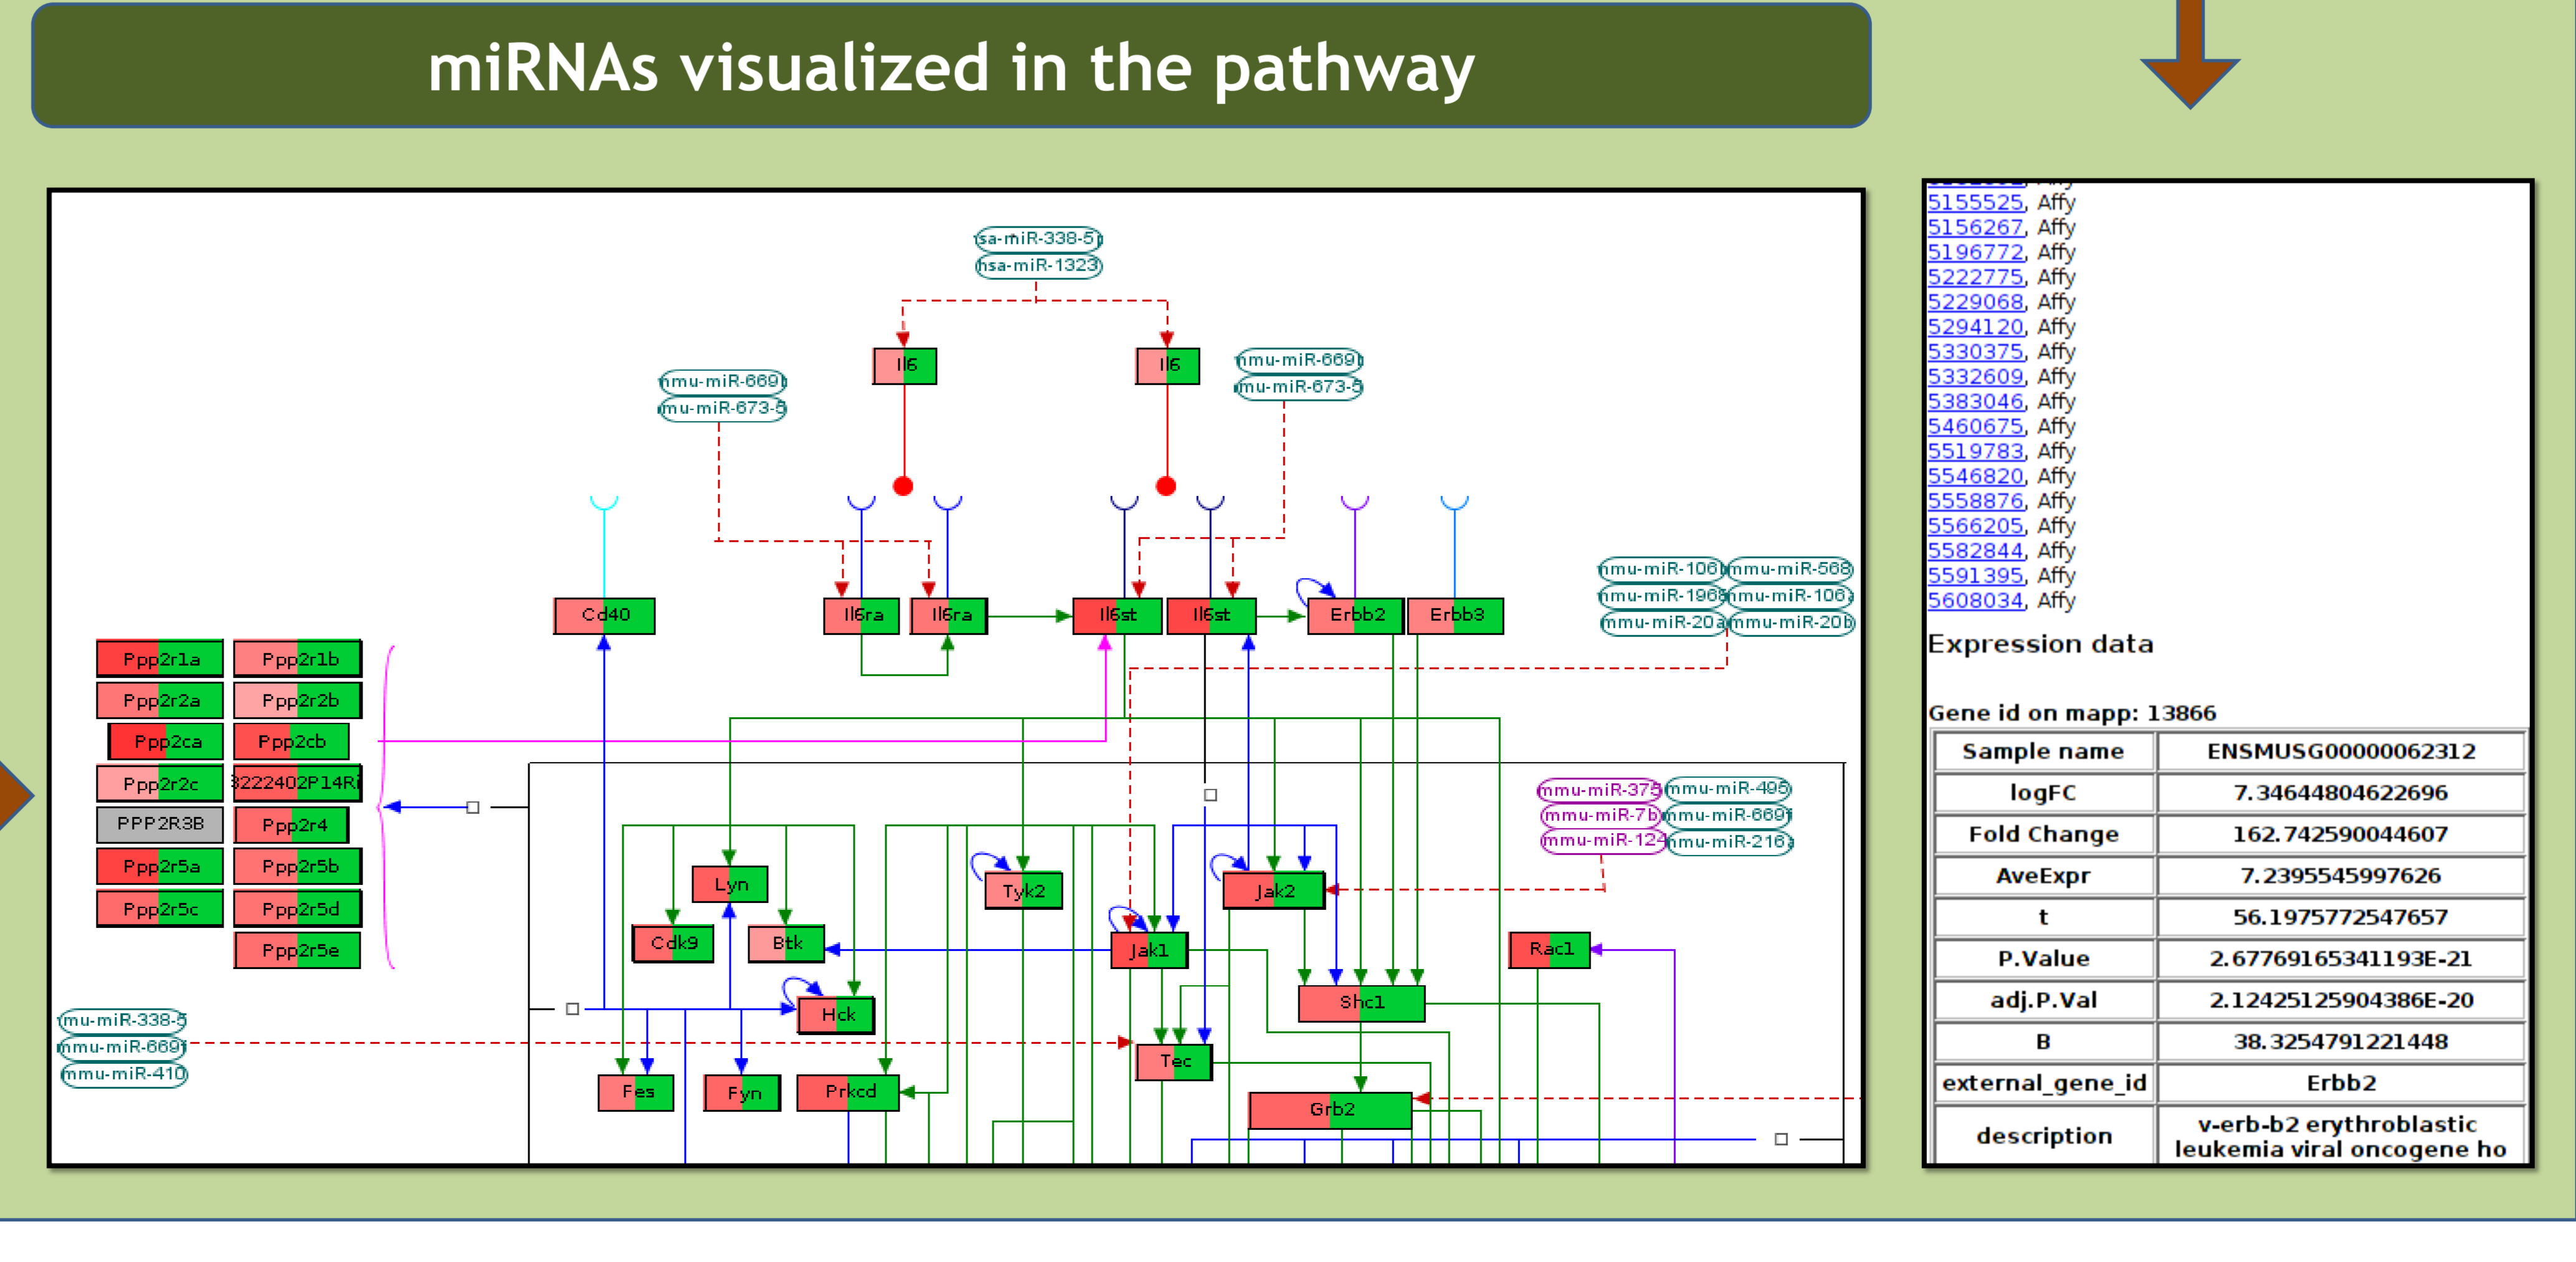 miRNAs visualized in the pathway
sa-miR-338-5p
hsa-miR-1323
Il6
Il6
mmu-miR-669
mu-miR-673-5
mmu-miR-669
mu-miR-673-5
Cd40
Il6ra
Il6ra
Il6st
Il6st
Erbb2
Erbb3
mmu-miR-106b
mmu-miR-568
mmu-miR-196
mmu-miR-106a
mmu-miR-20a
mmu-miR-20b
Ppp2r1a
Ppp2r1b
Ppp2r2a
Ppp2r2b
Ppp2ca
Ppp2cb
Ppp2r2c
3222402P14Ri
PPP2R3B
Ppp2r4
Ppp2r5a
Ppp2r5b
Ppp2r5c
Ppp2r5d
Ppp2r5e
mmu-miR-375
mmu-miR-495
mmu-miR-7b
mmu-miR-669f
mmu-miR-124
mmu-miR-216a
Lyn
Tyk2
Jak2
Cdk9
Btk
Jak1
Rac1
Hck
Shc1
mu-miR-338-5
mmu-miR-669f
mmu-miR-410
Tec
Fes
Fyn
Prkcd
Grb2
5155525, Affy
5156267, Affy
5196772, Affy
5222775, Affy
5229068, Affy
5294120, Affy
5330375, Affy
5332609, Affy
5383046, Affy
5460675, Affy
5519783, Affy
5546820, Affy
5558876, Affy
5566205, Affy
5582844, Affy
5591395, Affy
5608034, Affy
Expression data
Gene id on mapp: 13866
Sample name ENSMUSG00000062312
logFC 7.34644804622696
Fold Change 162.742590044607
AveExpr 7.2395545997626
t 56.1975772547657
P.Value 2.67769165341193E-21
adj.P.Val 2.12425125904386E-20
B 38.3254791221448
external_gene_id Erbb2
description v-erb-b2 erythroblastic
leukemia viral oncogene ho